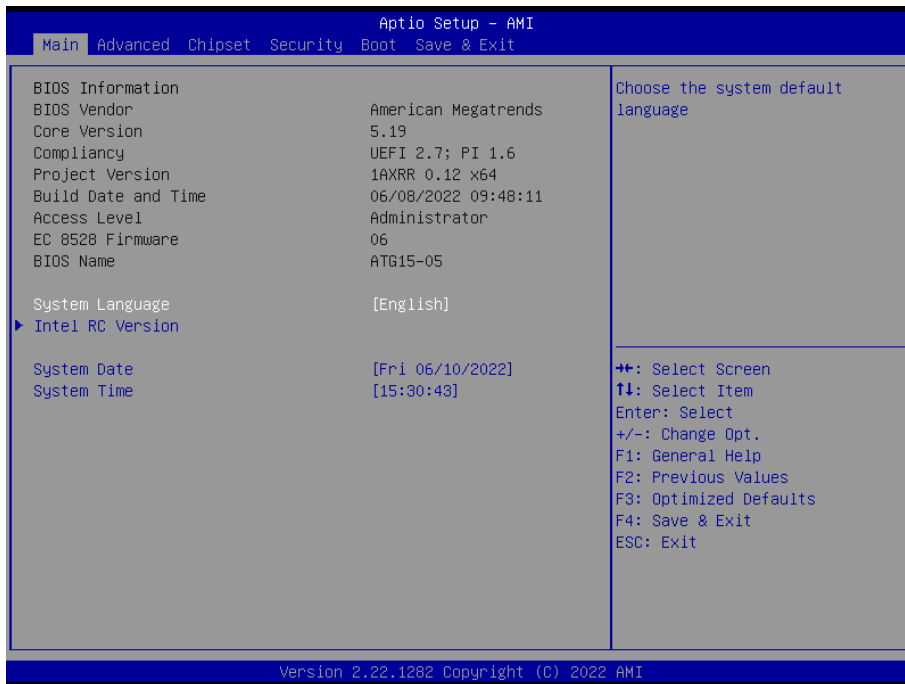 Aptio Setup – AMI
Main Advanced Chipset Security Boot Save & Exit
BIOS Information
BIOS Vendor American Megatrends
Core Version 5.19
Compliancy UEFI 2.7; PI 1.6
Project Version 1AXRR 0.12 x64
Build Date and Time 06/08/2022 09:48:11
Access Level Administrator
EC 8528 Firmware 06
BIOS Name ATG15-05
System Language [English]
Intel RC Version
System Date [Fri 06/10/2022]
System Time [15:30:43]
Choose the system default
language
→←: Select Screen
↑↓: Select Item
Enter: Select
+/-: Change Opt.
F1: General Help
F2: Previous Values
F3: Optimized Defaults
F4: Save & Exit
ESC: Exit
Version 2.22.1282 Copyright (C) 2022 AMI